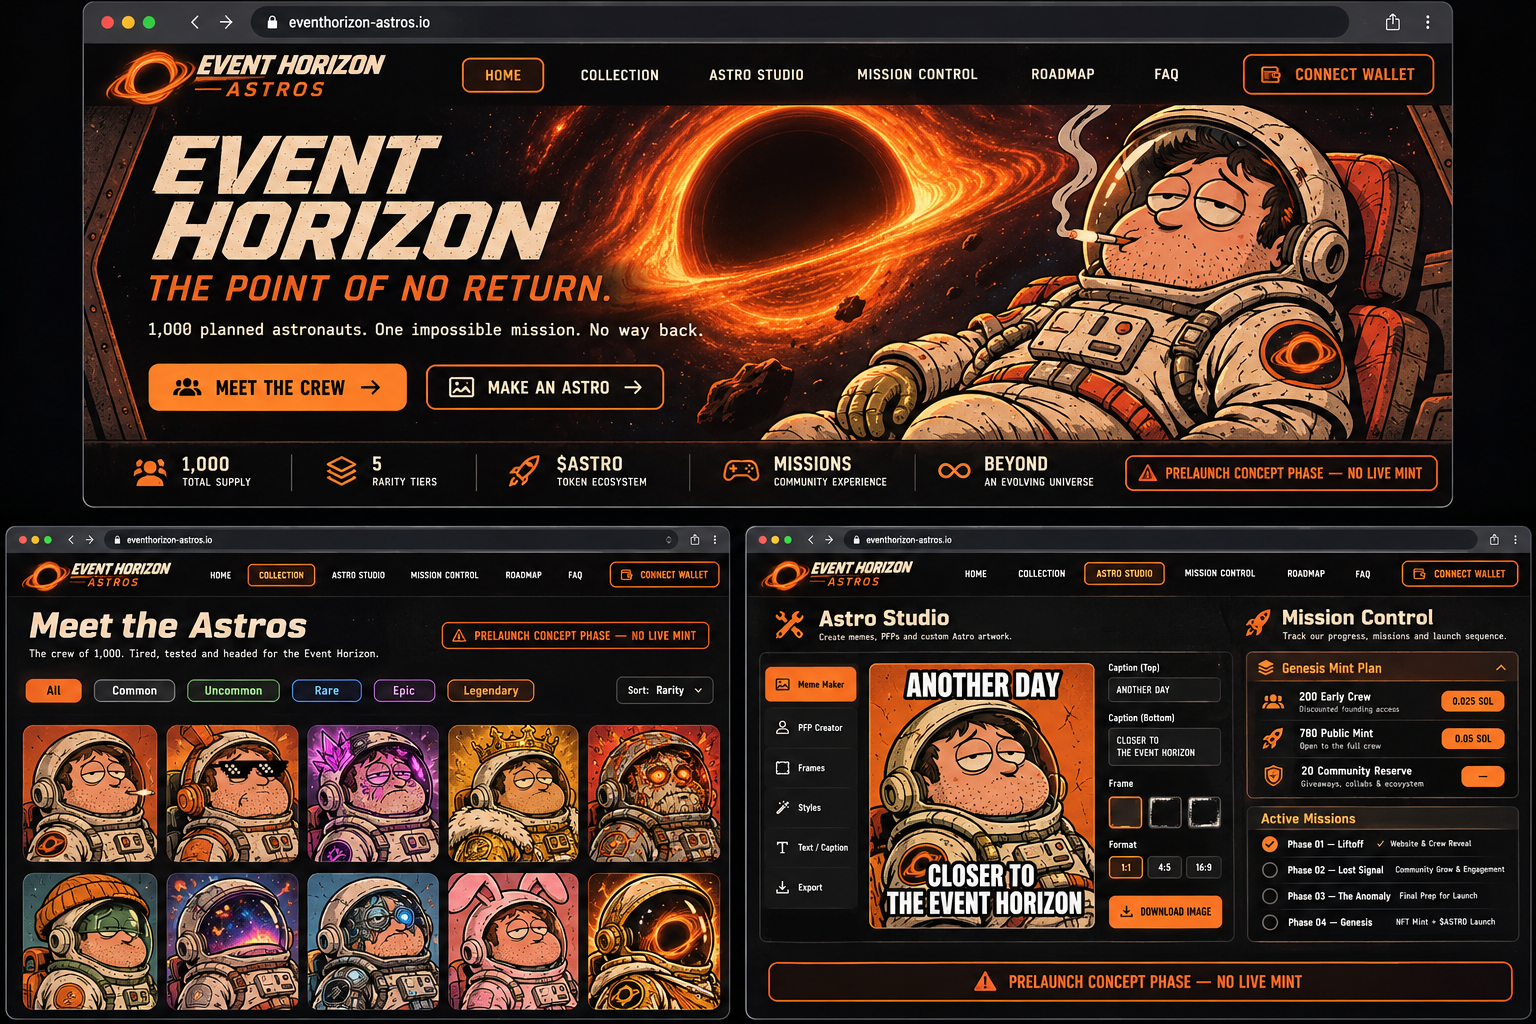 eventhorizon-astros.io
EVENT HORIZON
ASTROS
HOME
COLLECTION
ASTRO STUDIO
MISSION CONTROL
ROADMAP
FAQ
CONNECT WALLET
EVENT
HORIZON
THE POINT OF NO RETURN.
1,000 planned astronauts. One impossible mission. No way back.
MEET THE CREW
MAKE AN ASTRO
1,000
TOTAL SUPPLY
5
RARITY TIERS
$ASTRO
TOKEN ECOSYSTEM
MISSIONS
COMMUNITY EXPERIENCE
BEYOND
AN EVOLVING UNIVERSE
PRELAUNCH CONCEPT PHASE — NO LIVE MINT
eventhorizon-astros.io
EVENT HORIZON
ASTROS
HOME
COLLECTION
ASTRO STUDIO
MISSION CONTROL
ROADMAP
FAQ
CONNECT WALLET
Meet the Astros
The crew of 1,000. Tired, tested and headed for the Event Horizon.
PRELAUNCH CONCEPT PHASE — NO LIVE MINT
All
Common
Uncommon
Rare
Epic
Legendary
Sort: Rarity
eventhorizon-astros.io
EVENT HORIZON
ASTROS
HOME
COLLECTION
ASTRO STUDIO
MISSION CONTROL
ROADMAP
FAQ
CONNECT WALLET
Astro Studio
Create memes, PFPs and custom Astro artwork.
Meme Maker
PFP Creator
Frames
Styles
Text / Caption
Export
ANOTHER DAY
CLOSER TO
THE EVENT HORIZON
Caption (Top)
ANOTHER DAY
Caption (Bottom)
CLOSER TO
THE EVENT HORIZON
Frame
Format
1:1
4:5
16:9
DOWNLOAD IMAGE
Mission Control
Track our progress, missions and launch sequence.
Genesis Mint Plan
200 Early Crew
Discounted founding access
0.025 SOL
780 Public Mint
Open to the full crew
0.05 SOL
20 Community Reserve
Giveaways, collabs & ecosystem
—
Active Missions
Phase 01 — Liftoff
Website & Crew Reveal
Phase 02 — Lost Signal
Community Grow & Engagement
Phase 03 — The Anomaly
Final Prep for Launch
Phase 04 — Genesis
NFT Mint + $ASTRO Launch
PRELAUNCH CONCEPT PHASE — NO LIVE MINT